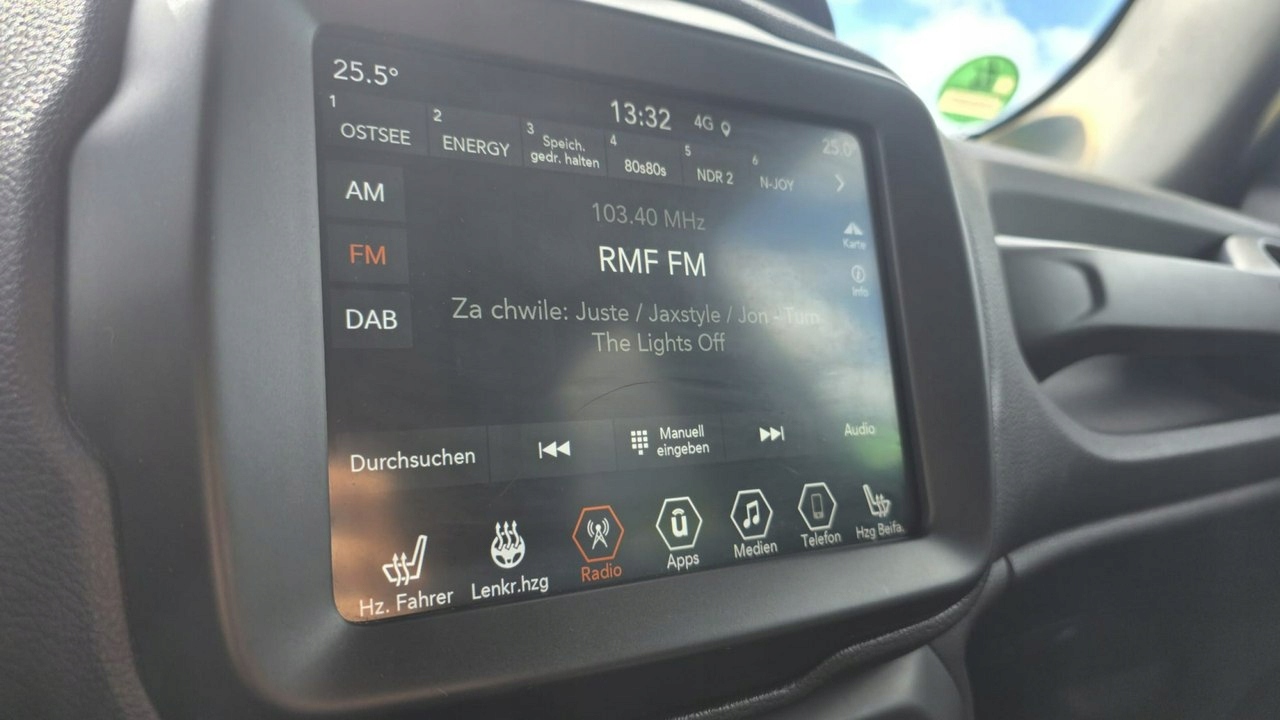 25.5°
13:32 4G
25.0
1 OSTSEE
2 ENERGY
3 Speich.
gedr. halten
4 80s80s
5 NDR 2
6 N-JOY
AM
FM
DAB
103.40 MHz
RMF FM
Za chwile: Juste / Jaxstyle / Jon - Turn
The Lights Off
Karte
Info
Durchsuchen
Manuell
eingeben
Audio
Hz. Fahrer
Lenkr.hzg
Radio
Apps
Medien
Telefon
Hzg Beifa.